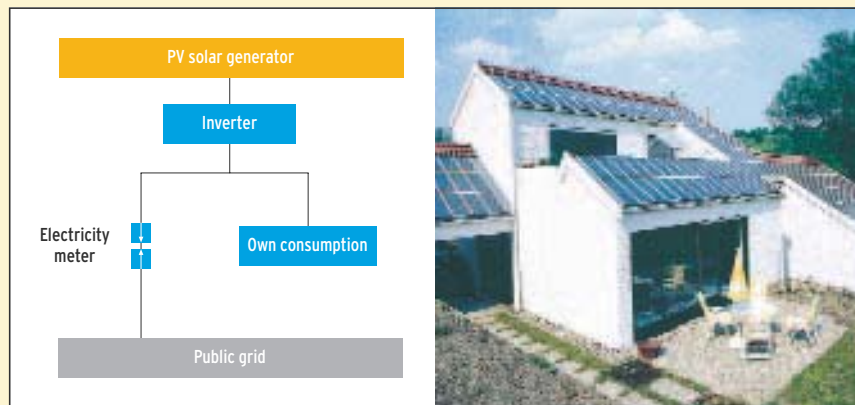 PV solar generator
Inverter
Electricity
meter
Own consumption
Public grid